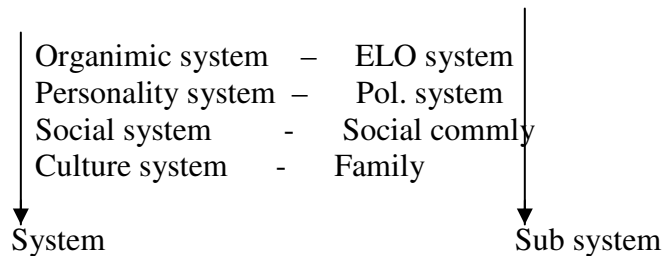 Organimic system – ELO system
Personality system – Pol. system
Social system - Social commly
Culture system - Family
System Sub system